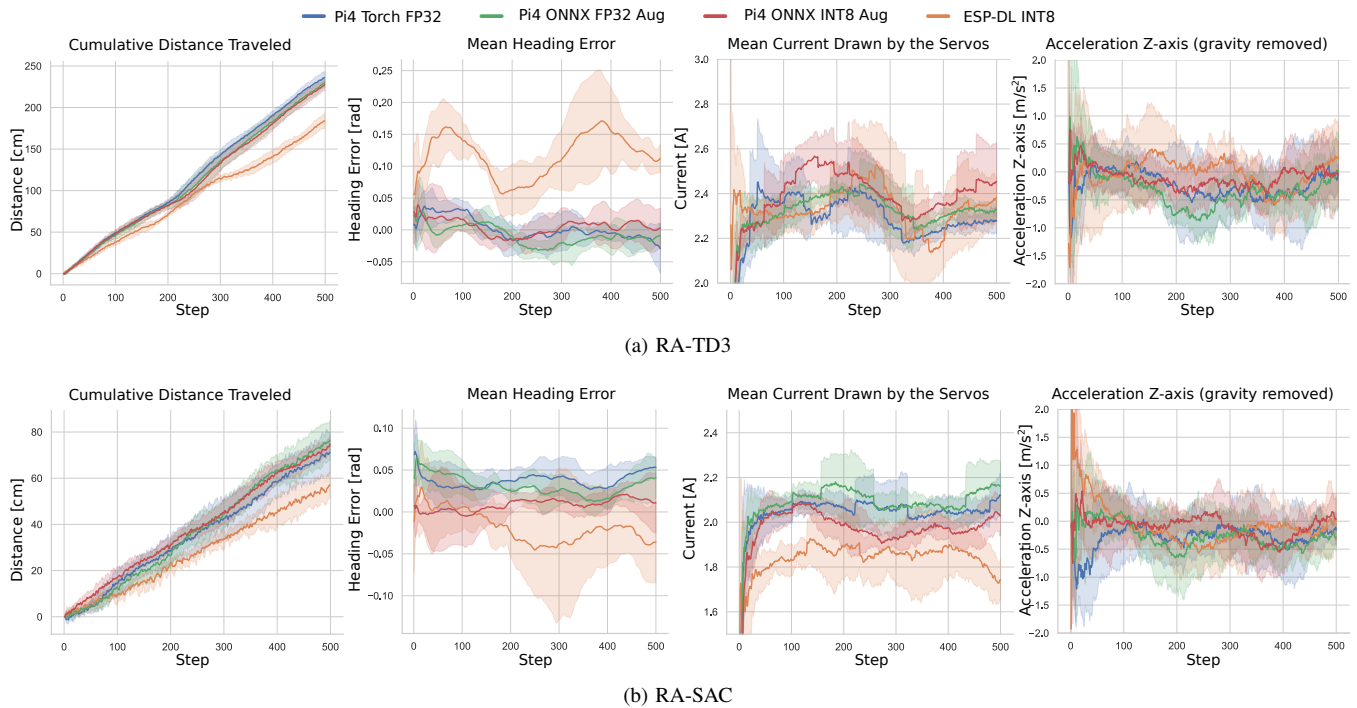 Pi4 Torch FP32 Pi4 ONNX FP32 Aug Pi4 ONNX INT8 Aug ESP-DL INT8
Cumulative Distance Traveled
Distance [cm]
250
200
150
100
50
0
0 100 200 300 400 500
Step
Mean Heading Error
Heading Error [rad]
0.25
0.20
0.15
0.10
0.05
0.00
−0.05
0 100 200 300 400 500
Step
Mean Current Drawn by the Servos
Current [A]
3.0
2.8
2.6
2.4
2.2
2.0
0 100 200 300 400 500
Step
Acceleration Z-axis (gravity removed)
Acceleration Z-axis [m/s²]
2.0
1.5
1.0
0.5
0.0
−0.5
−1.0
−1.5
−2.0
0 100 200 300 400 500
Step
(a) RA-TD3
Cumulative Distance Traveled
Distance [cm]
80
60
40
20
0
0 100 200 300 400 500
Step
Mean Heading Error
Heading Error [rad]
0.10
0.05
0.00
−0.05
−0.10
0 100 200 300 400 500
Step
Mean Current Drawn by the Servos
Current [A]
2.4
2.2
2.0
1.8
1.6
0 100 200 300 400 500
Step
Acceleration Z-axis (gravity removed)
Acceleration Z-axis [m/s²]
2.0
1.5
1.0
0.5
0.0
−0.5
−1.0
−1.5
−2.0
0 100 200 300 400 500
Step
(b) RA-SAC